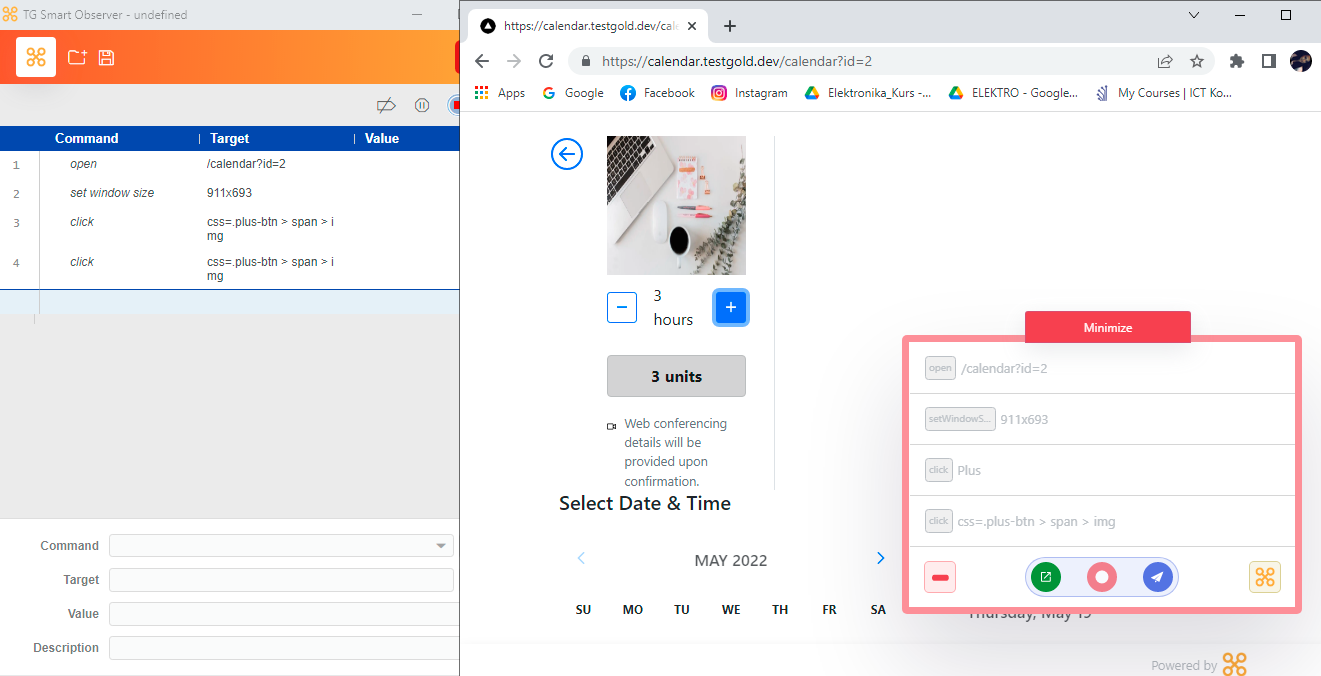 TG Smart Observer - undefined
Command Target Value
1 open /calendar?id=2
2 set window size 911x693
3 click css=.plus-btn > span > i
mg
4 click css=.plus-btn > span > i
mg
Command
Target
Value
Description
https://calendar.testgold.dev/cale
https://calendar.testgold.dev/calendar?id=2
Apps Google Facebook Instagram Elektronika_Kurs -... ELEKTRO - Google... My Courses | ICT Ko...
3
hours
3 units
Web conferencing
details will be
provided upon
confirmation.
Select Date & Time
MAY 2022
SU MO TU WE TH FR SA
Minimize
open /calendar?id=2
setWindowS... 911x693
click Plus
click css=.plus-btn > span > img
Thursday, May 19
Powered by